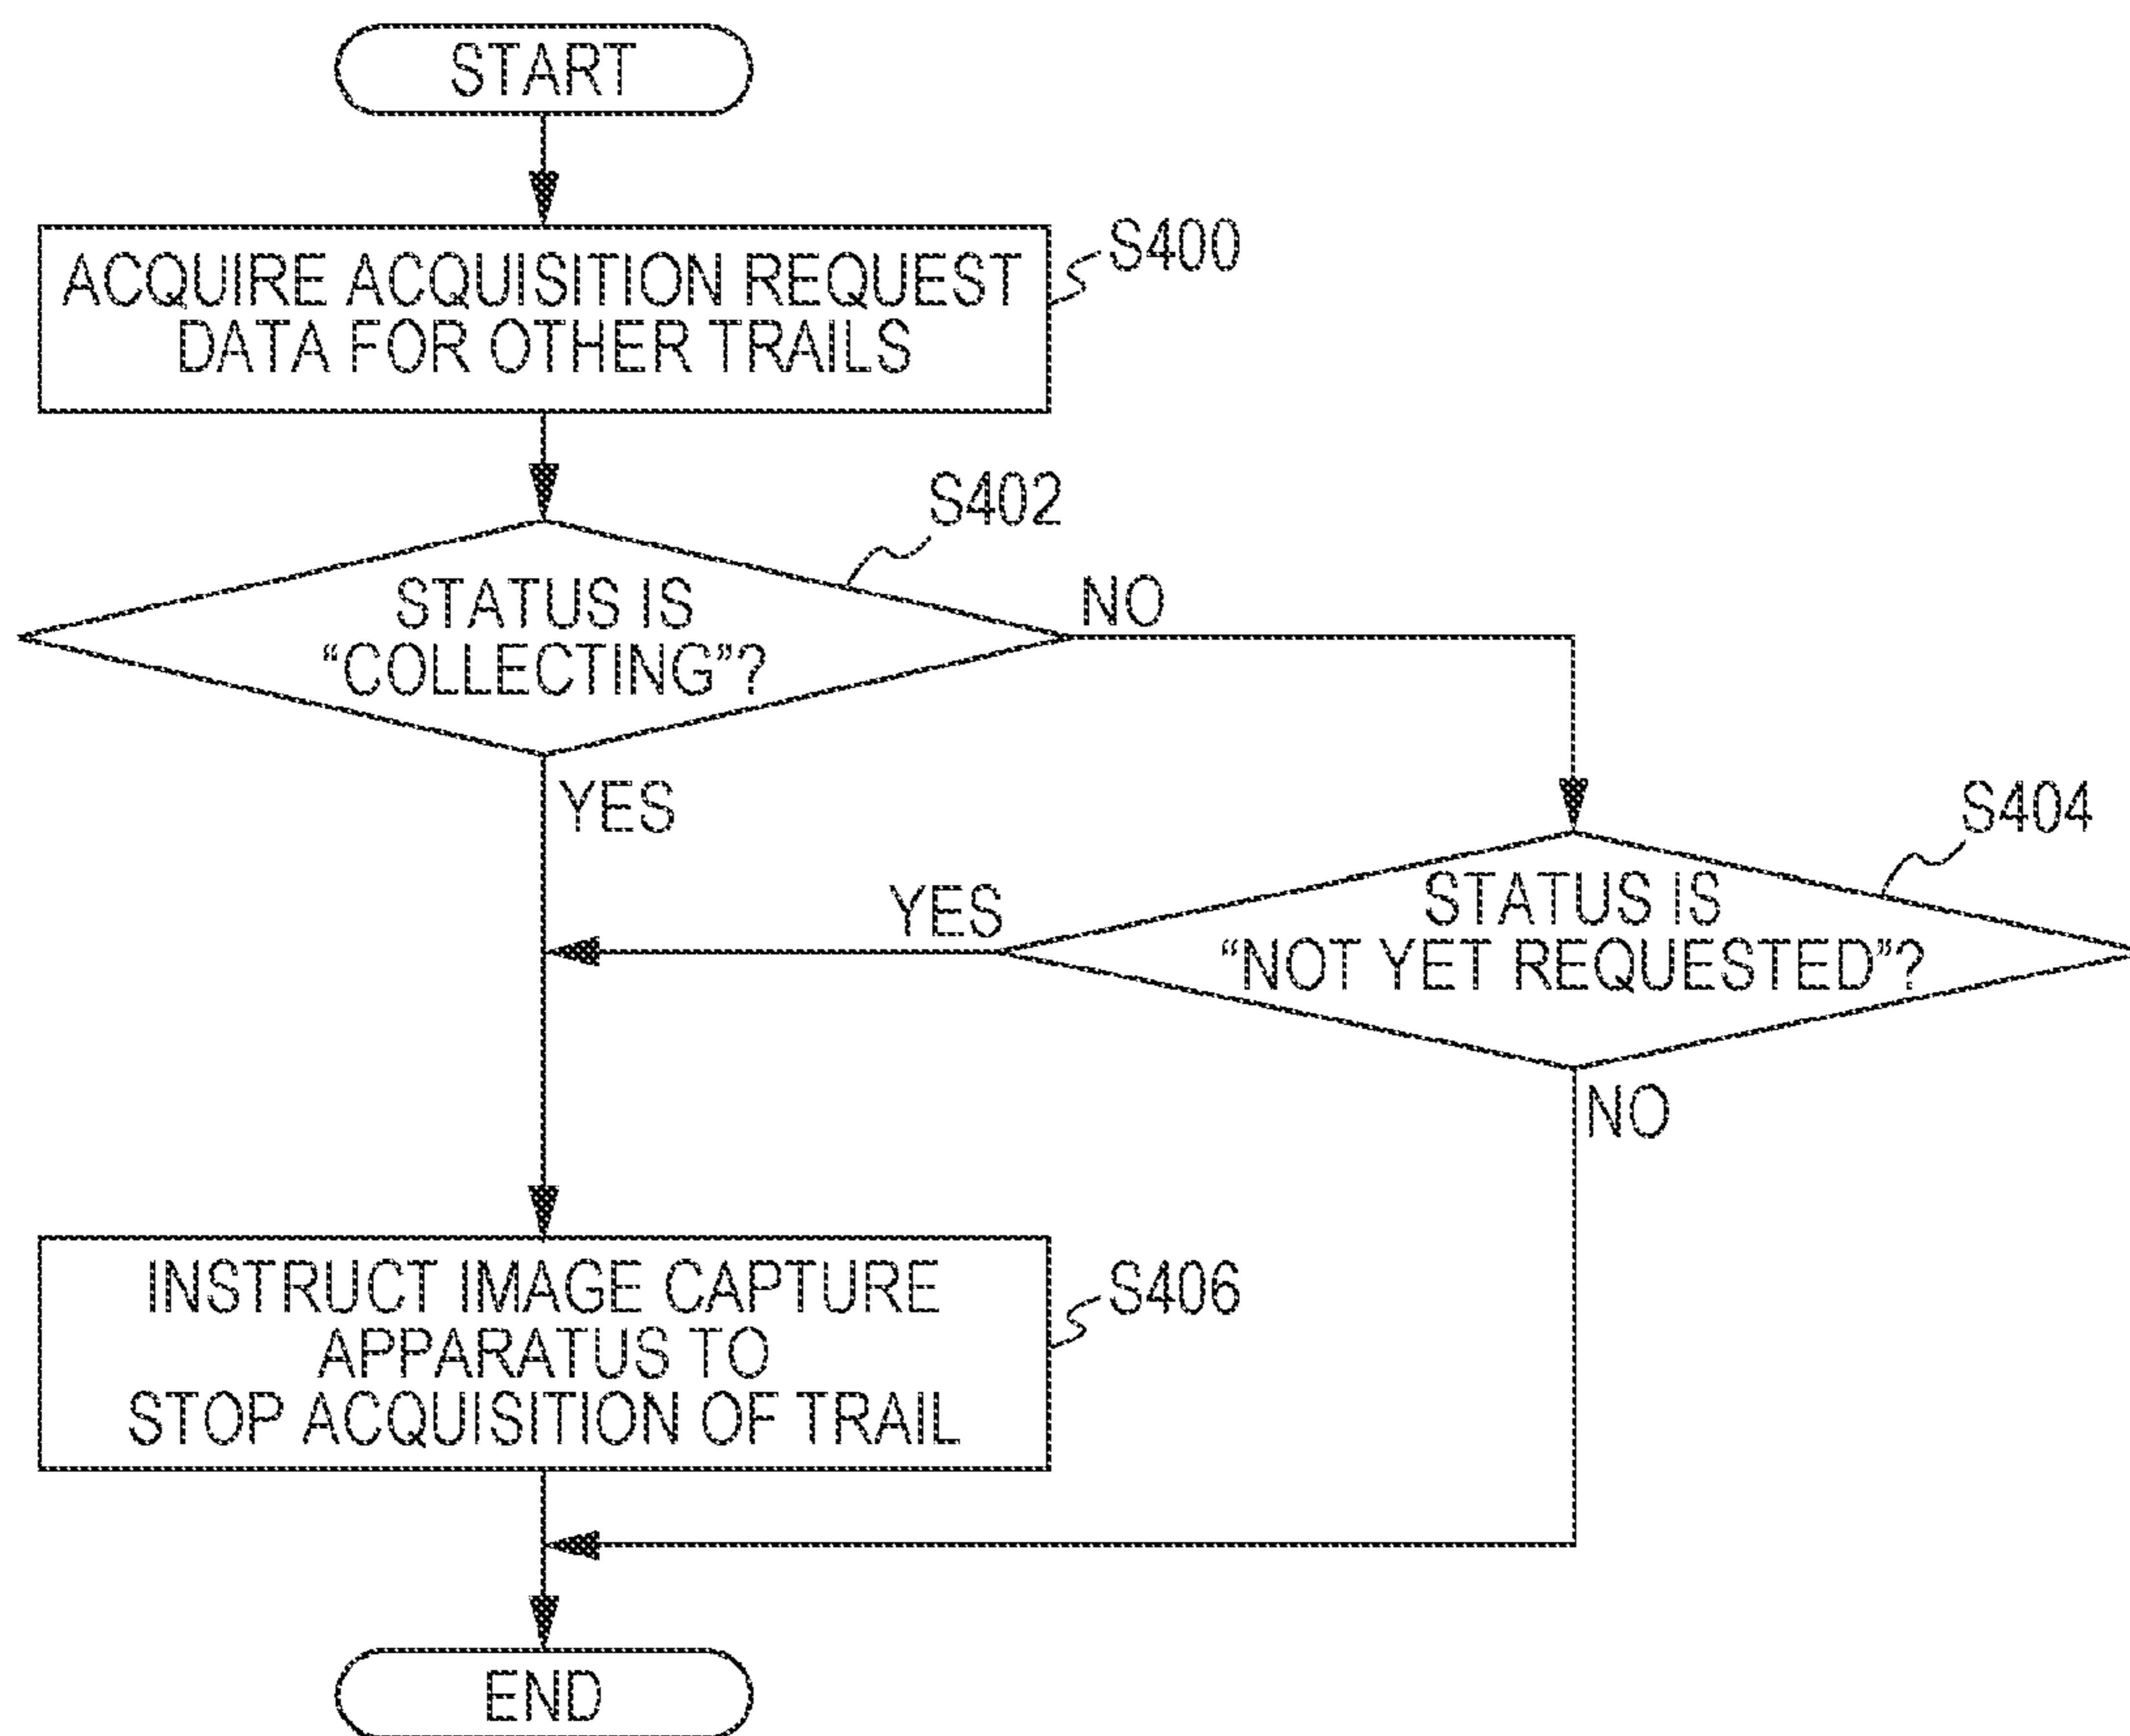 START
ACQUIRE ACQUISITION REQUEST
DATA FOR OTHER TRAILS
S400
S402
STATUS IS
“COLLECTING”?
NO
YES
S404
STATUS IS
“NOT YET REQUESTED”?
YES
NO
INSTRUCT IMAGE CAPTURE
APPARATUS TO
STOP ACQUISITION OF TRAIL
S406
END